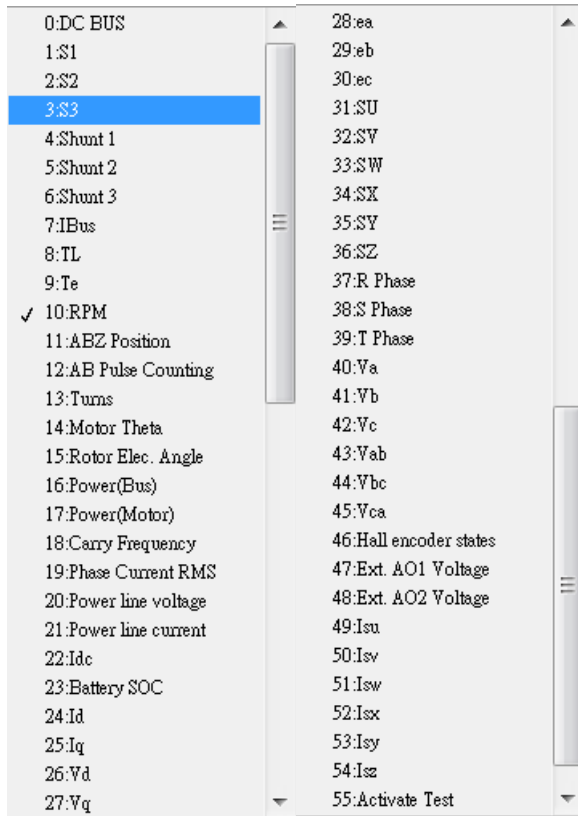 0:DC BUS
1:S1
2:S2
3:S3
4:Shunt 1
5:Shunt 2
6:Shunt 3
7:IBus
8:TL
9:Te
✓ 10:RPM
11:ABZ Position
12:AB Pulse Counting
13:Turns
14:Motor Theta
15:Rotor Elec. Angle
16:Power(Bus)
17:Power(Motor)
18:Carry Frequency
19:Phase Current RMS
20:Power line voltage
21:Power line current
22:Idc
23:Battery SOC
24:Id
25:Iq
26:Vd
27:Vq
28:ea
29:eb
30:ec
31:SU
32:SV
33:SW
34:SX
35:SY
36:SZ
37:R Phase
38:S Phase
39:T Phase
40:Va
41:Vb
42:Vc
43:Vab
44:Vbc
45:Vca
46:Hall encoder states
47:Ext. AO1 Voltage
48:Ext. AO2 Voltage
49:Isu
50:Isv
51:Isw
52:Isx
53:Isy
54:Isz
55:Activate Test